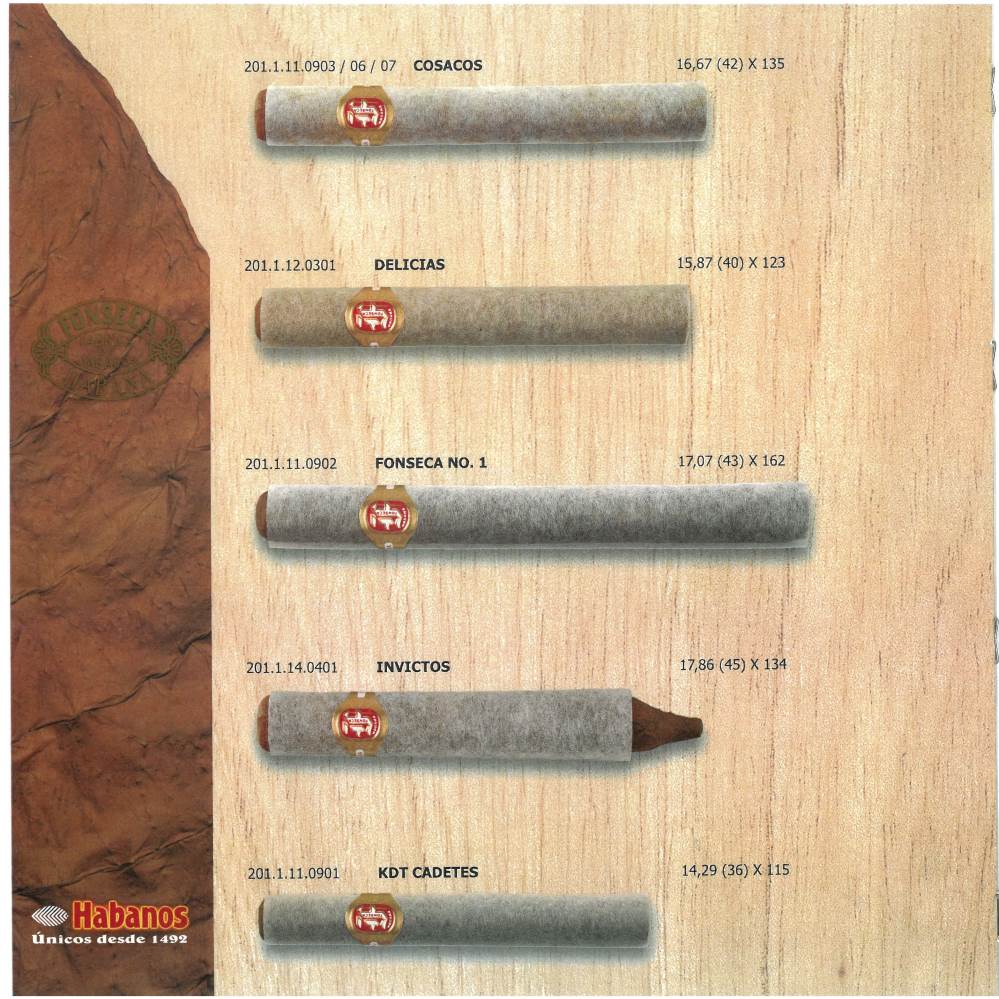 201.1.11.0903 / 06 / 07 COSACOS 16,67 (42) X 135
201.1.12.0301 DELICIAS 15,87 (40) X 123
FONSECA
HABANA
201.1.11.0902 FONSECA NO. 1 17,07 (43) X 162
201.1.14.0401 INVICTOS 17,86 (45) X 134
201.1.11.0901 KDT CADETES 14,29 (36) X 115
Habanos
Únicos desde 1492